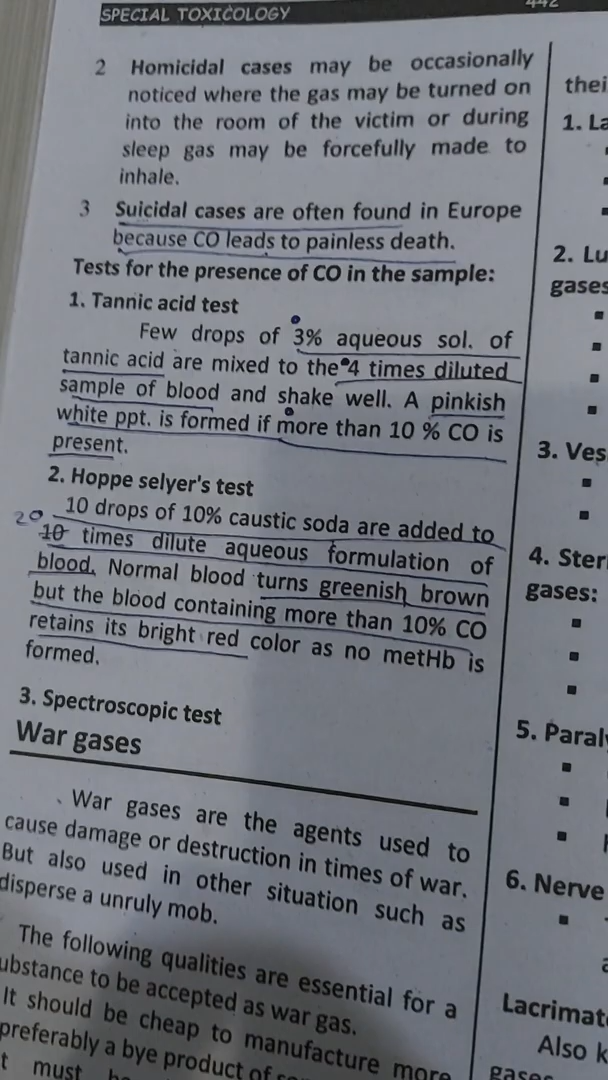 SPECIAL TOXICOLOGY
442
2 Homicidal cases may be occasionally
noticed where the gas may be turned on
into the room of the victim or during
sleep gas may be forcefully made to
inhale.
3 Suicidal cases are often found in Europe
because CO leads to painless death.
Tests for the presence of CO in the sample:
1. Tannic acid test
Few drops of 3% aqueous sol. of
tannic acid are mixed to the 4 times diluted
sample of blood and shake well. A pinkish
white ppt. is formed if more than 10 % CO is
present.
2. Hoppe selyer's test
10 drops of 10% caustic soda are added to
20 10 times dilute aqueous formulation of
blood. Normal blood turns greenish brown
but the blood containing more than 10% CO
retains its bright red color as no metHb is
formed.
3. Spectroscopic test
War gases
War gases are the agents used to
cause damage or destruction in times of war.
But also used in other situation such as
disperse a unruly mob.
The following qualities are essential for a
ubstance to be accepted as war gas.
It should be cheap to manufacture more
preferably a bye product of
t must
thei
1. La
2. Lu
gases
3. Ves
4. Ster
gases:
5. Paraly
6. Nerve
Lacrimat
Also k
gases